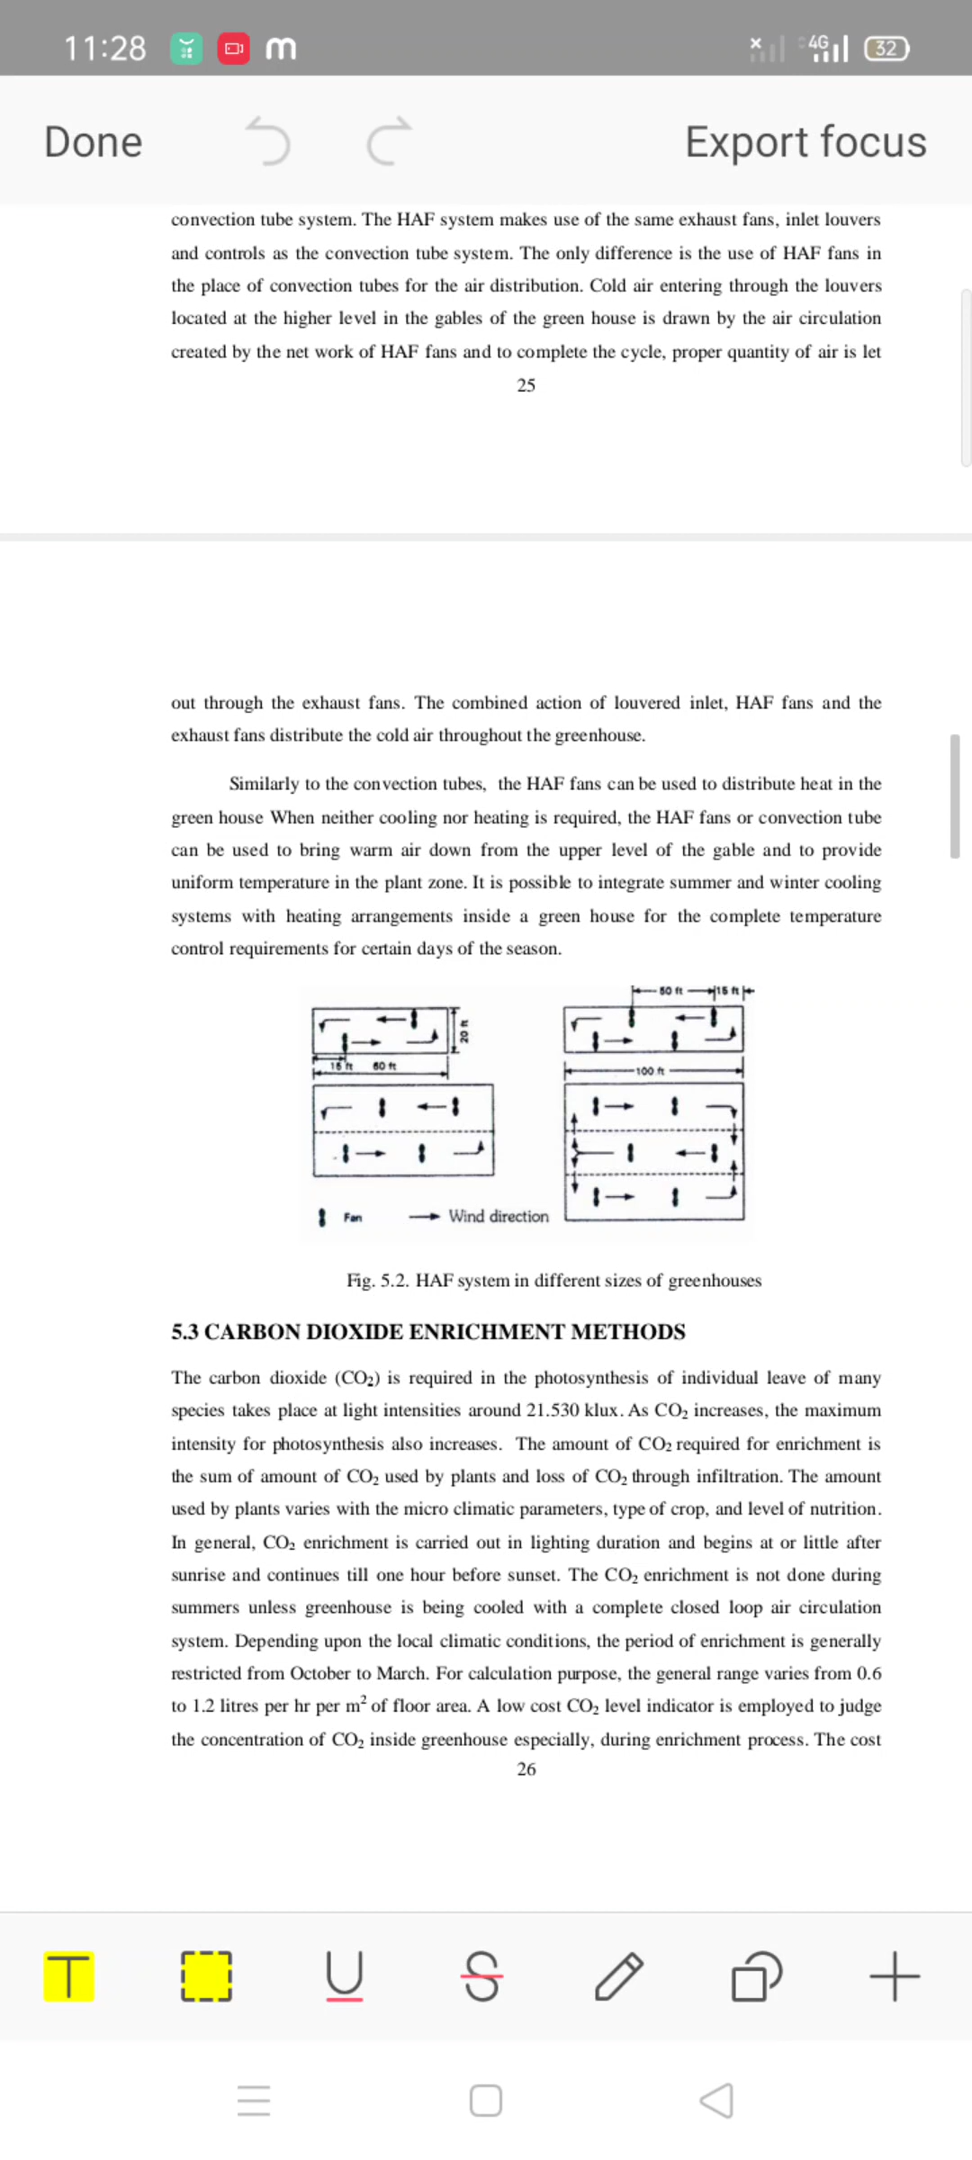 11:28
m
4G
32
Done
Export focus
convection tube system. The HAF system makes use of the same exhaust fans, inlet louvers
and controls as the convection tube system. The only difference is the use of HAF fans in
the place of convection tubes for the air distribution. Cold air entering through the louvers
located at the higher level in the gables of the green house is drawn by the air circulation
created by the net work of HAF fans and to complete the cycle, proper quantity of air is let
25
out through the exhaust fans. The combined action of louvered inlet, HAF fans and the
exhaust fans distribute the cold air throughout the greenhouse.
Similarly to the convection tubes, the HAF fans can be used to distribute heat in the
green house When neither cooling nor heating is required, the HAF fans or convection tube
can be used to bring warm air down from the upper level of the gable and to provide
uniform temperature in the plant zone. It is possible to integrate summer and winter cooling
systems with heating arrangements inside a green house for the complete temperature
control requirements for certain days of the season.
50 ft 15 ft
20 ft
15 ft 60 ft
100 ft
Fan Wind direction
Fig. 5.2. HAF system in different sizes of greenhouses
5.3 CARBON DIOXIDE ENRICHMENT METHODS
The carbon dioxide (CO₂) is required in the photosynthesis of individual leave of many
species takes place at light intensities around 21.530 klux. As CO₂ increases, the maximum
intensity for photosynthesis also increases. The amount of CO₂ required for enrichment is
the sum of amount of CO₂ used by plants and loss of CO₂ through infiltration. The amount
used by plants varies with the micro climatic parameters, type of crop, and level of nutrition.
In general, CO₂ enrichment is carried out in lighting duration and begins at or little after
sunrise and continues till one hour before sunset. The CO₂ enrichment is not done during
summers unless greenhouse is being cooled with a complete closed loop air circulation
system. Depending upon the local climatic conditions, the period of enrichment is generally
restricted from October to March. For calculation purpose, the general range varies from 0.6
to 1.2 litres per hr per m² of floor area. A low cost CO₂ level indicator is employed to judge
the concentration of CO₂ inside greenhouse especially, during enrichment process. The cost
26
T
U
S